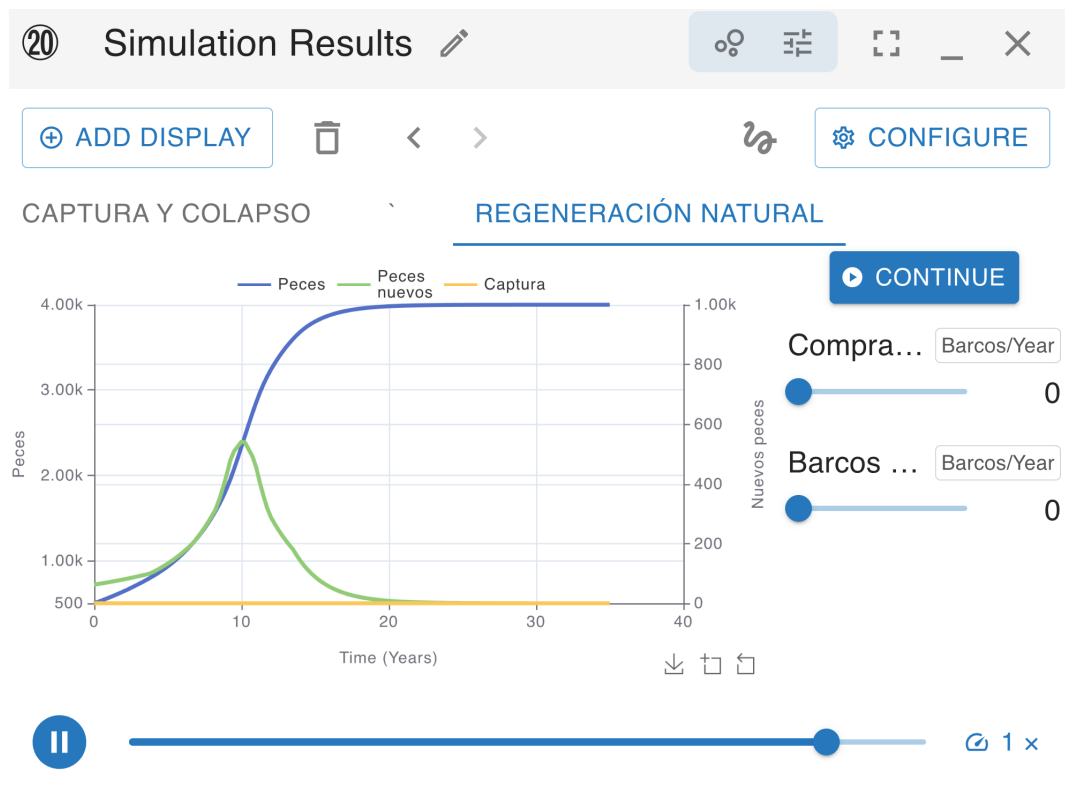 ⑳ Simulation Results
ADD DISPLAY
CONFIGURE
CAPTURA Y COLAPSO
`
REGENERACIÓN NATURAL
CONTINUE
Peces
Peces
nuevos
Captura
4.00k
3.00k
2.00k
1.00k
500
Peces
1.00k
800
600
400
200
0
Nuevos peces
0
10
20
30
40
Time (Years)
Compra... Barcos/Year
0
Barcos ... Barcos/Year
0
1 ×